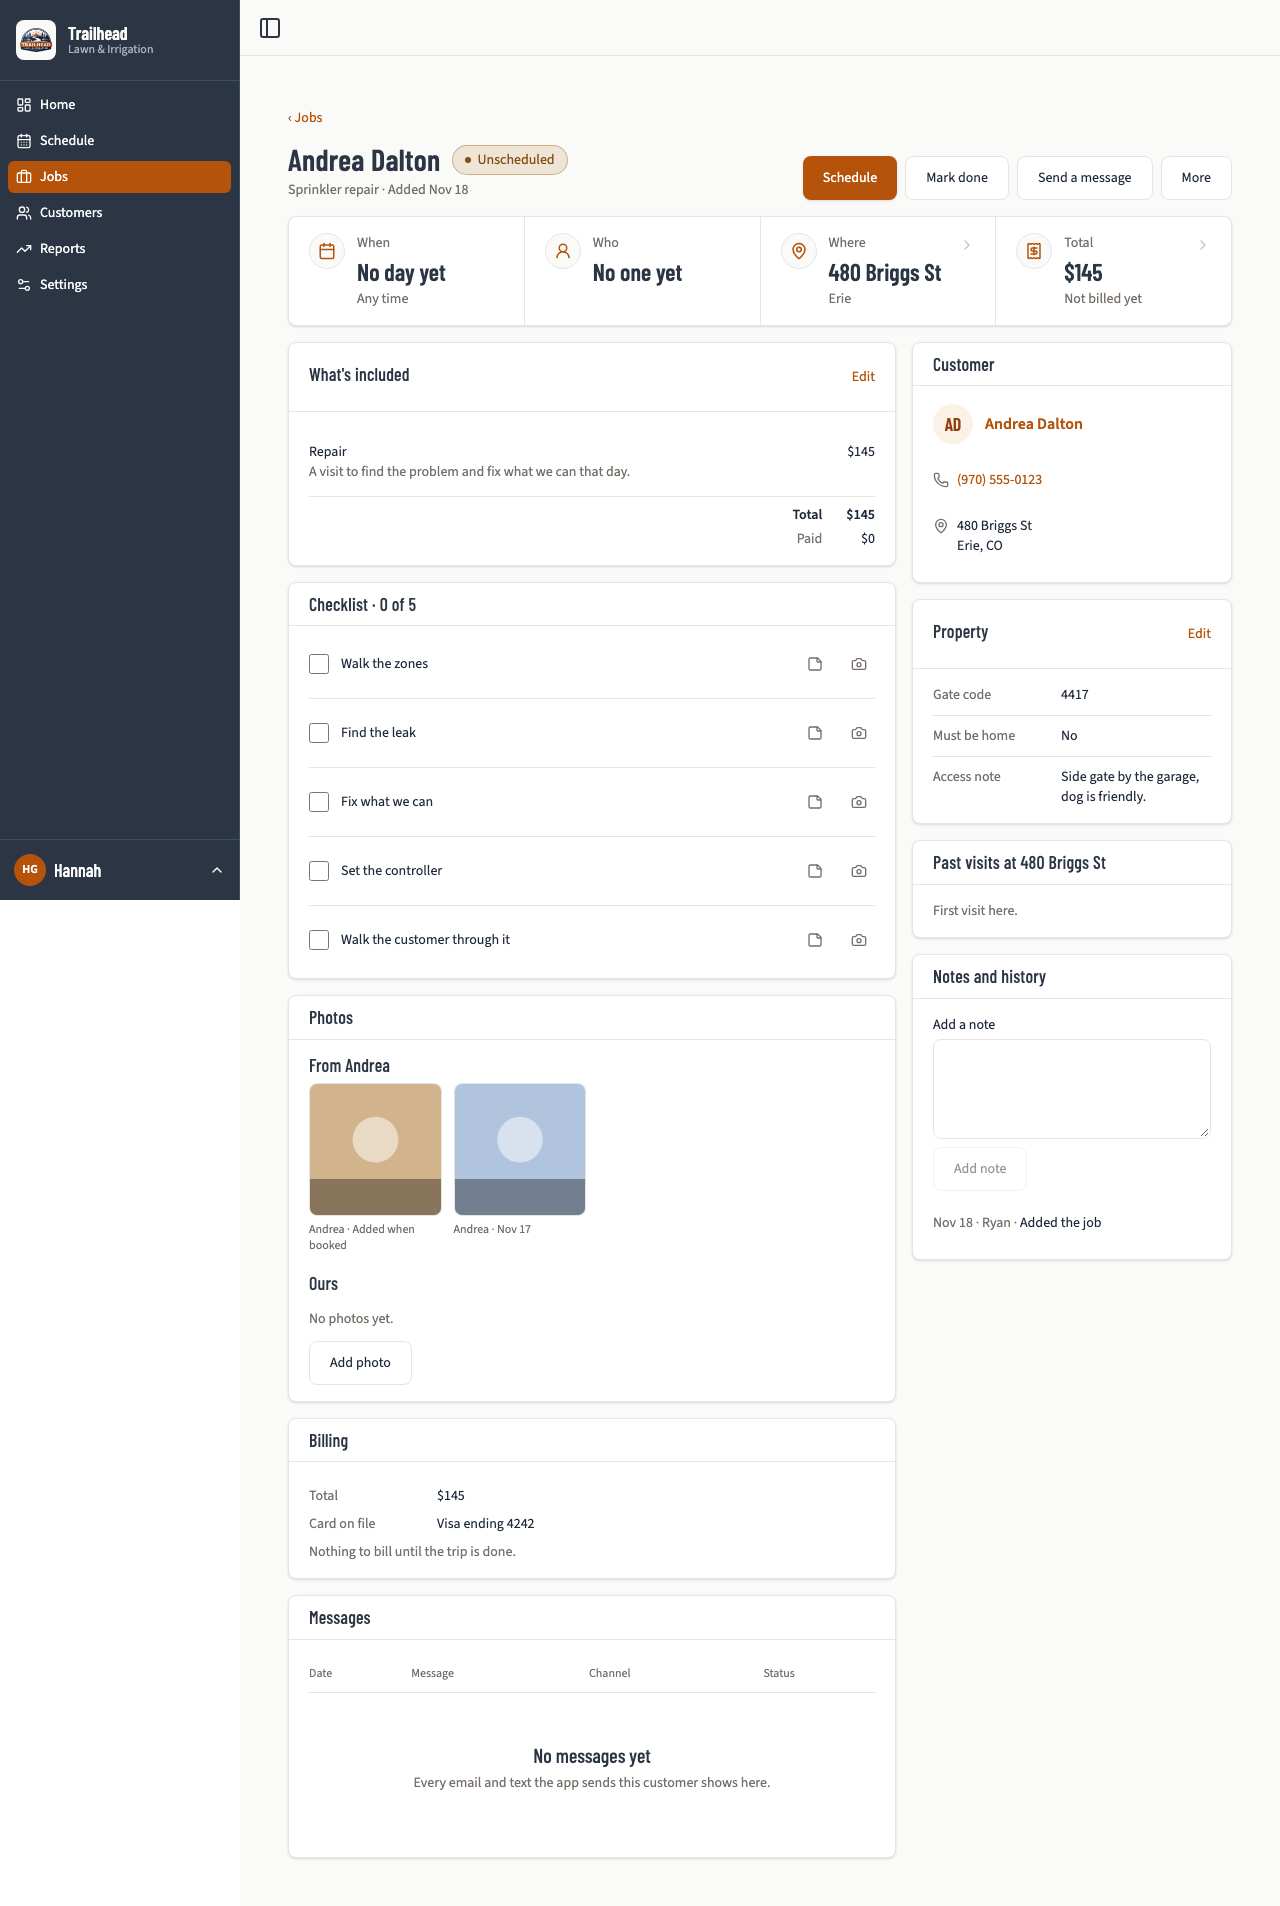 TRAILHEAD
Trailhead
Lawn & Irrigation
Home
Schedule
Jobs
Customers
Reports
Settings
HG
Hannah
‹ Jobs
Andrea Dalton
Unscheduled
Sprinkler repair · Added Nov 18
Schedule
Mark done
Send a message
More
When
No day yet
Any time
Who
No one yet
Where
480 Briggs St
Erie
Total
$145
Not billed yet
What's included
Edit
Repair
$145
A visit to find the problem and fix what we can that day.
Total $145
Paid $0
Checklist · 0 of 5
Walk the zones
Find the leak
Fix what we can
Set the controller
Walk the customer through it
Photos
From Andrea
Andrea · Added when
booked
Andrea · Nov 17
Ours
No photos yet.
Add photo
Billing
Total $145
Card on file Visa ending 4242
Nothing to bill until the trip is done.
Messages
Date Message Channel Status
No messages yet
Every email and text the app sends this customer shows here.
Customer
AD
Andrea Dalton
(970) 555-0123
480 Briggs St
Erie, CO
Property
Edit
Gate code 4417
Must be home No
Access note Side gate by the garage,
dog is friendly.
Past visits at 480 Briggs St
First visit here.
Notes and history
Add a note
Add note
Nov 18 · Ryan · Added the job